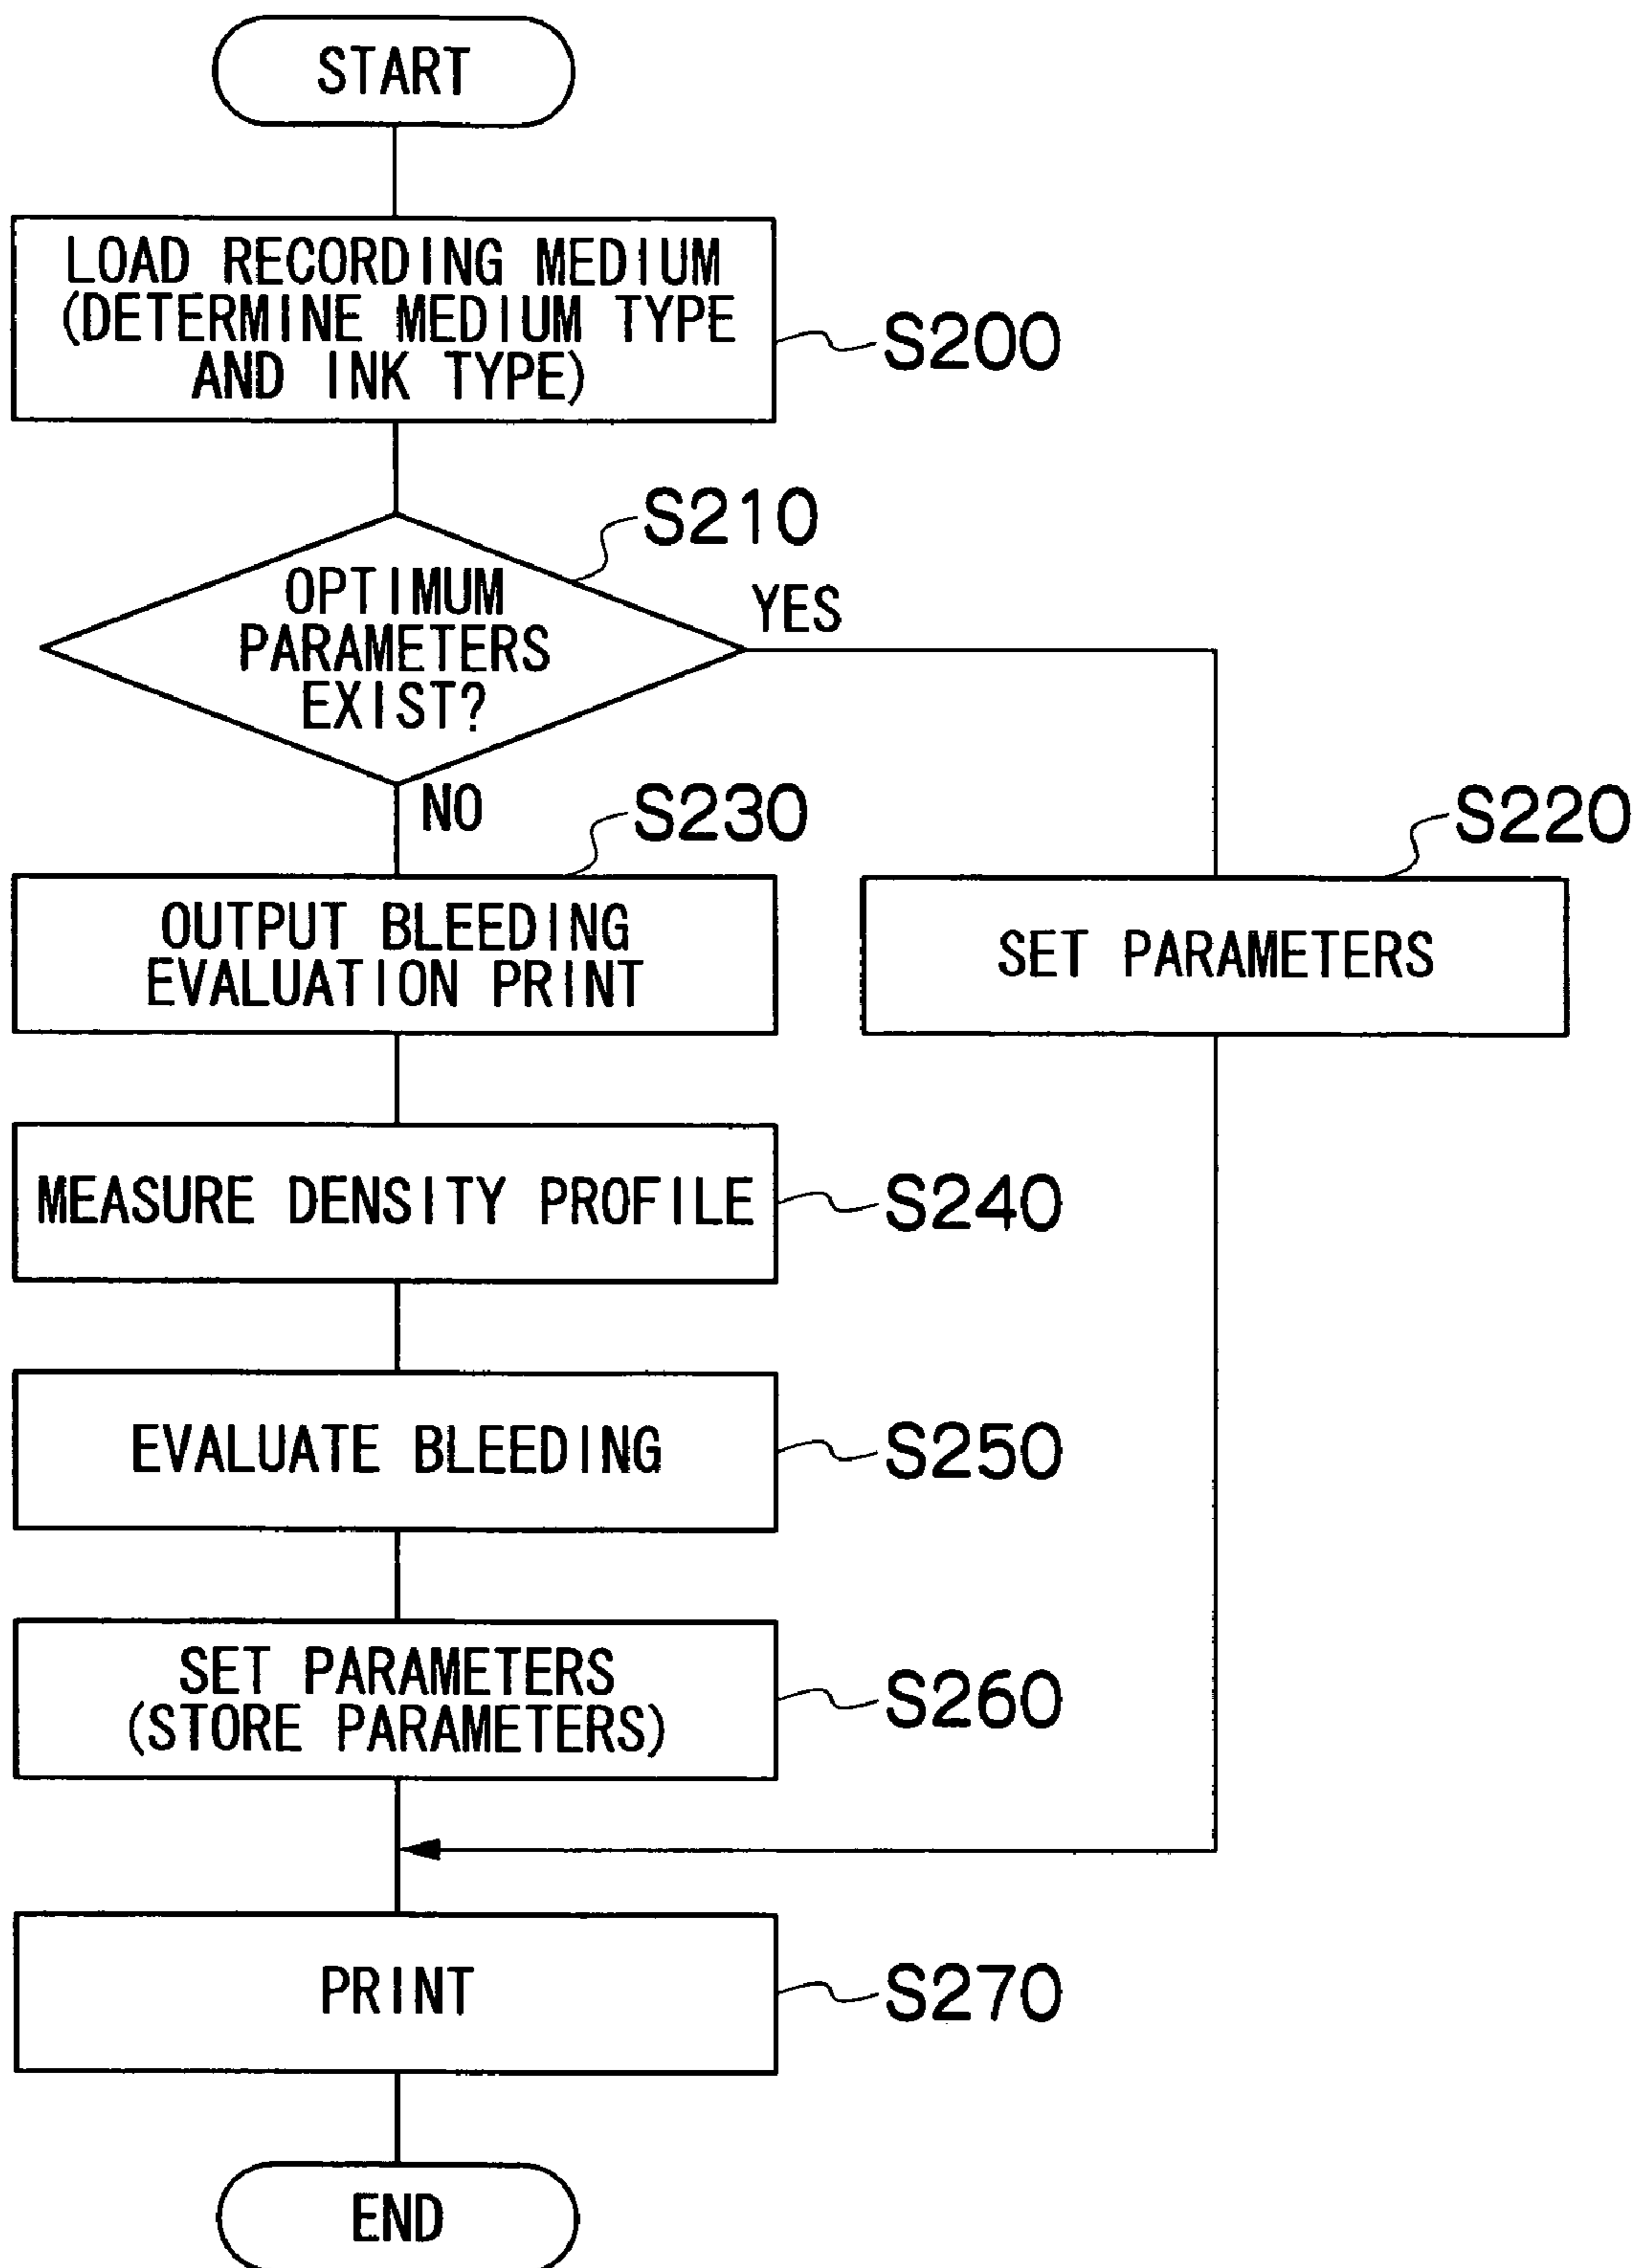 START
LOAD RECORDING MEDIUM
(DETERMINE MEDIUM TYPE
AND INK TYPE)
S200
S210
OPTIMUM
PARAMETERS
EXIST?
YES
NO
S230
S220
OUTPUT BLEEDING
EVALUATION PRINT
SET PARAMETERS
MEASURE DENSITY PROFILE
S240
EVALUATE BLEEDING
S250
SET PARAMETERS
(STORE PARAMETERS)
S260
PRINT
S270
END